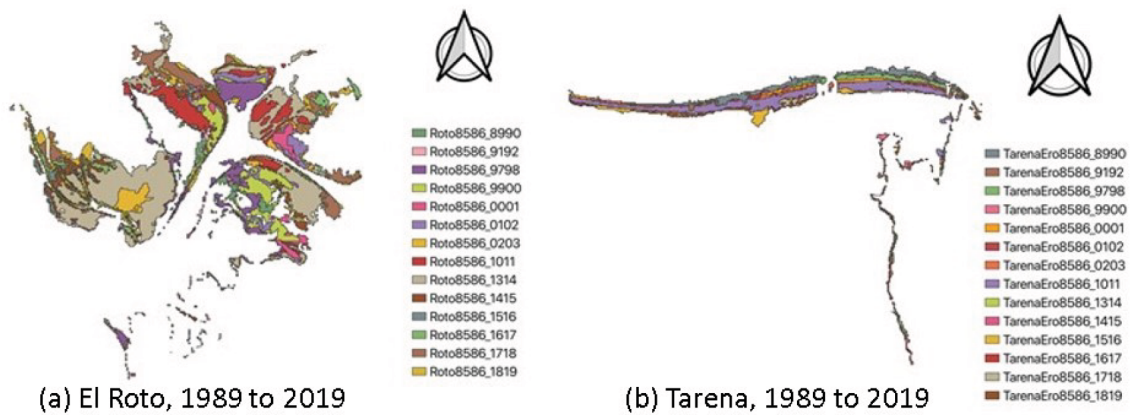 Roto8586_8990
Roto8586_9192
Roto8586_9798
Roto8586_9900
Roto8586_0001
Roto8586_0102
Roto8586_0203
Roto8586_1011
Roto8586_1314
Roto8586_1415
Roto8586_1516
Roto8586_1617
Roto8586_1718
Roto8586_1819
(a) El Roto, 1989 to 2019
TarenaEro8586_8990
TarenaEro8586_9192
TarenaEro8586_9798
TarenaEro8586_9900
TarenaEro8586_0001
TarenaEro8586_0102
TarenaEro8586_0203
TarenaEro8586_1011
TarenaEro8586_1314
TarenaEro8586_1415
TarenaEro8586_1516
TarenaEro8586_1617
TarenaEro8586_1718
TarenaEro8586_1819
(b) Tarena, 1989 to 2019